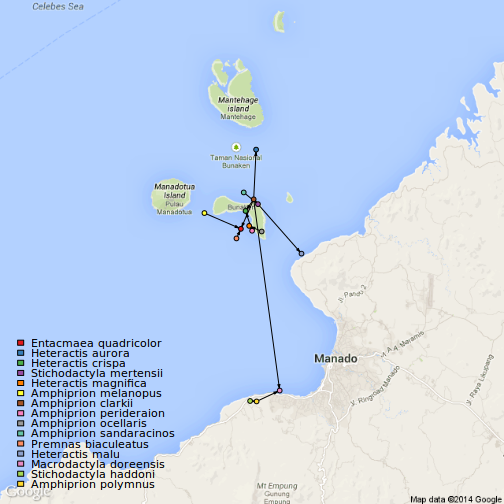 Celebes Sea
Mantehage
island
Mantehage
Taman Nasional
Bunaken
Manadotua
Island
Pulau
Manadotua
Bunaken
Jl. Pando 2
Manado
Jl. A.A. Maramis
Jl. Ringroad Manado
Jl. Raya Likupang
Entacmaea quadricolor
Heteractis aurora
Heteractis crispa
Stichodactyla mertensii
Heteractis magnifica
Amphiprion melanopus
Amphiprion clarkii
Amphiprion perideraion
Amphiprion ocellaris
Amphiprion sandaracinos
Premnas biaculeatus
Heteractis malu
Macrodactyla doreensis
Stichodactyla haddoni
Amphiprion polymnus
Mt Empung
Gunung
Empung
Google
Map data ©2014 Google